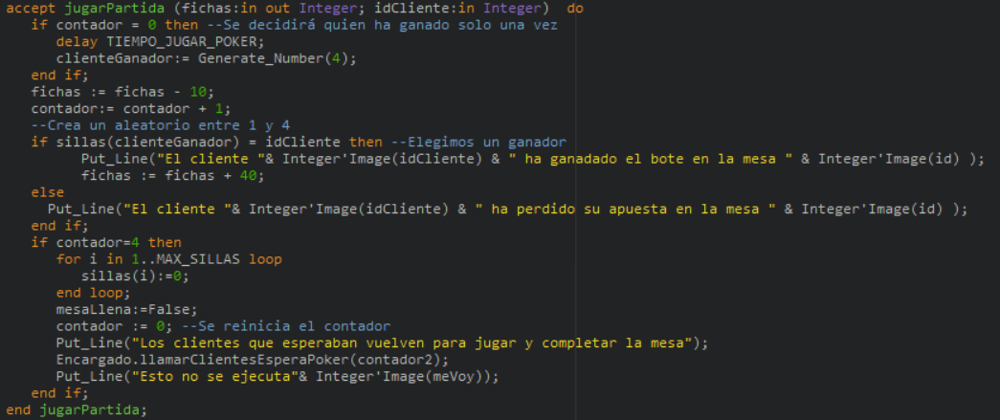 accept jugarPartida (fichas:in out Integer; idCliente:in Integer)  do
   if contador = 0 then --Se decidirá quien ha ganado solo una vez
      delay TIEMPO_JUGAR_POKER;
      clienteGanador:= Generate_Number(4);
   end if;
   fichas := fichas - 10;
   contador:= contador + 1;
   --Crea un aleatorio entre 1 y 4
   if sillas(clienteGanador) = idCliente then --Elegimos un ganador
         Put_Line("El cliente "& Integer'Image(idCliente) & " ha ganadado el bote en la mesa " & Integer'Image(id) );
         fichas := fichas + 40;
   else
     Put_Line("El cliente "& Integer'Image(idCliente) & " ha perdido su apuesta en la mesa " & Integer'Image(id) );
   end if;
   if contador=4 then
      for i in 1..MAX_SILLAS loop
         sillas(i):=0;
      end loop;
      mesaLlena:=False;
      contador := 0; --Se reinicia el contador
      Put_Line("Los clientes que esperaban vuelven para jugar y completar la mesa");
      Encargado.llamarClientesEsperaPoker(contador2);
      Put_Line("Esto no se ejecuta"& Integer'Image(meVoy));
   end if;
end jugarPartida;